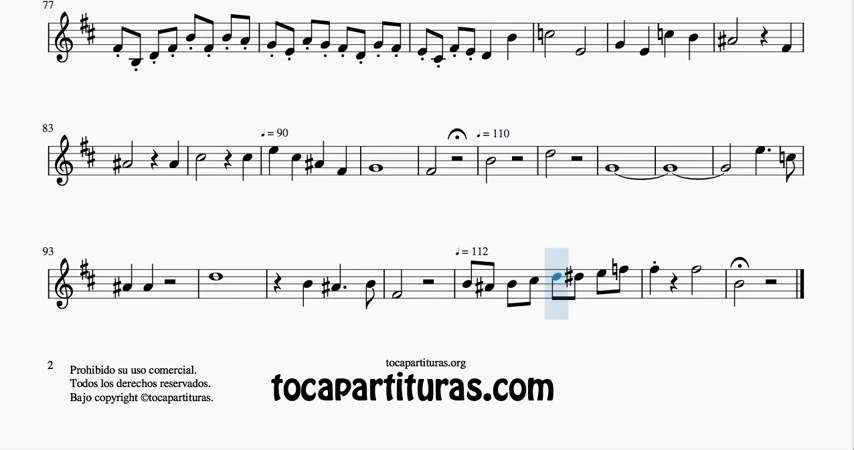 77
83
♩ = 90
♩ = 110
93
♩ = 112
2
Prohibido su uso comercial.
Todos los derechos reservados.
Bajo copyright ©tocapartituras.
tocapartituras.org
tocapartituras.com